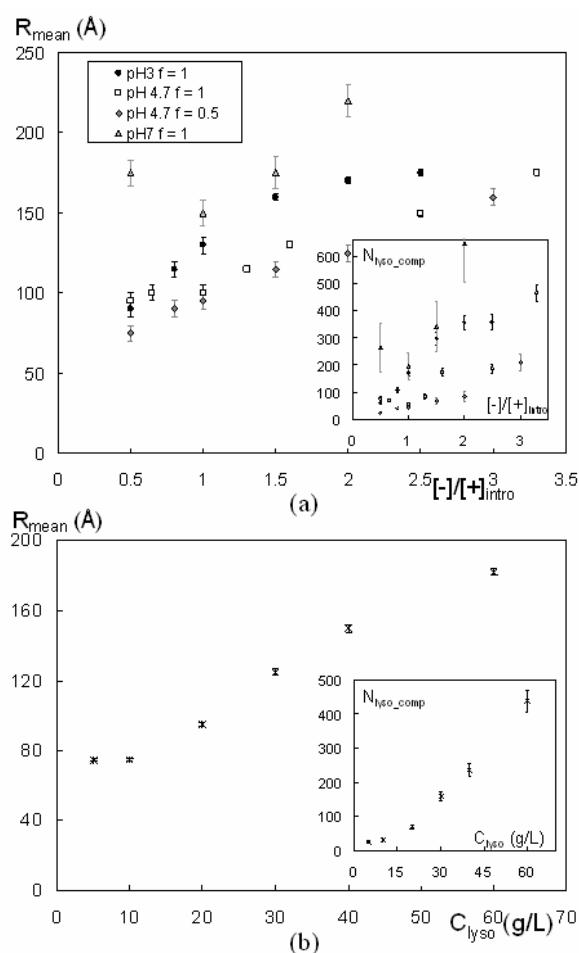 R_mean (Å)
250
200
150
100
50
0
pH3 f = 1
pH 4.7 f = 1
pH 4.7 f = 0.5
pH7 f = 1
N_lyso_comp
600
500
400
300
200
100
0
0 1 2 3
[-]/[+]_intro
0 0.5 1 1.5 2 2.5 3 3.5
(a) [-]/[+]_intro
R_mean (Å)
200
160
120
80
40
0
N_lyso_comp
500
400
300
200
100
0
C_lyso (g/L)
0 15 30 45 60
0 10 20 30 40 50 60 70
(b) C_lyso (g/L)